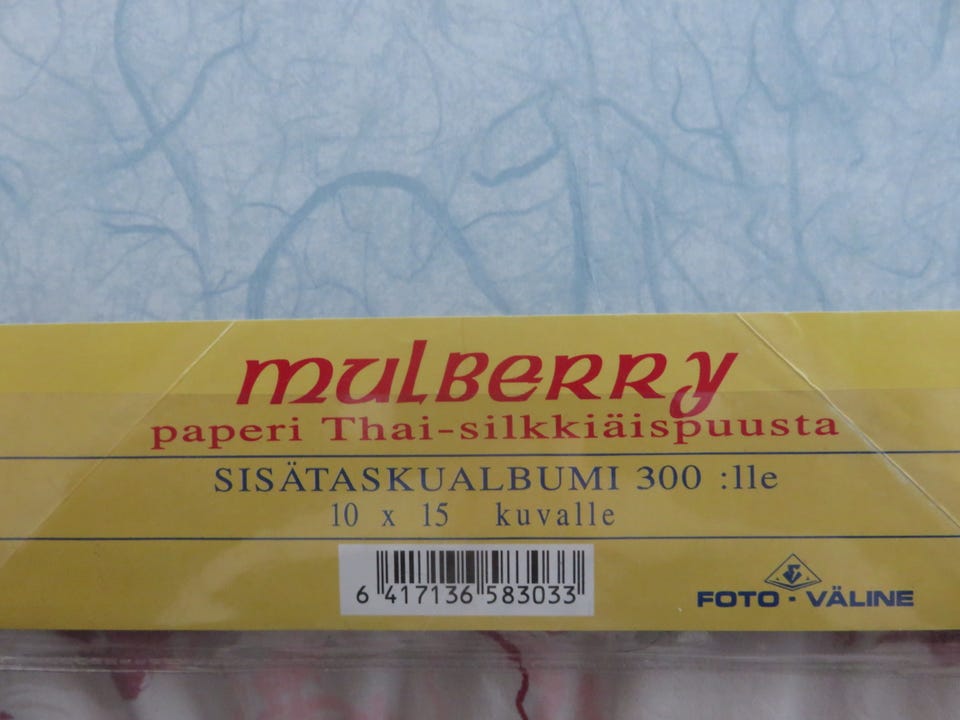 mulberry
paperi Thai-silkkiäispuusta
SISÄTASKUALBUMI 300 :lle
10 x 15 kuvalle
6 417136 583033
FOTO - VÄLINE